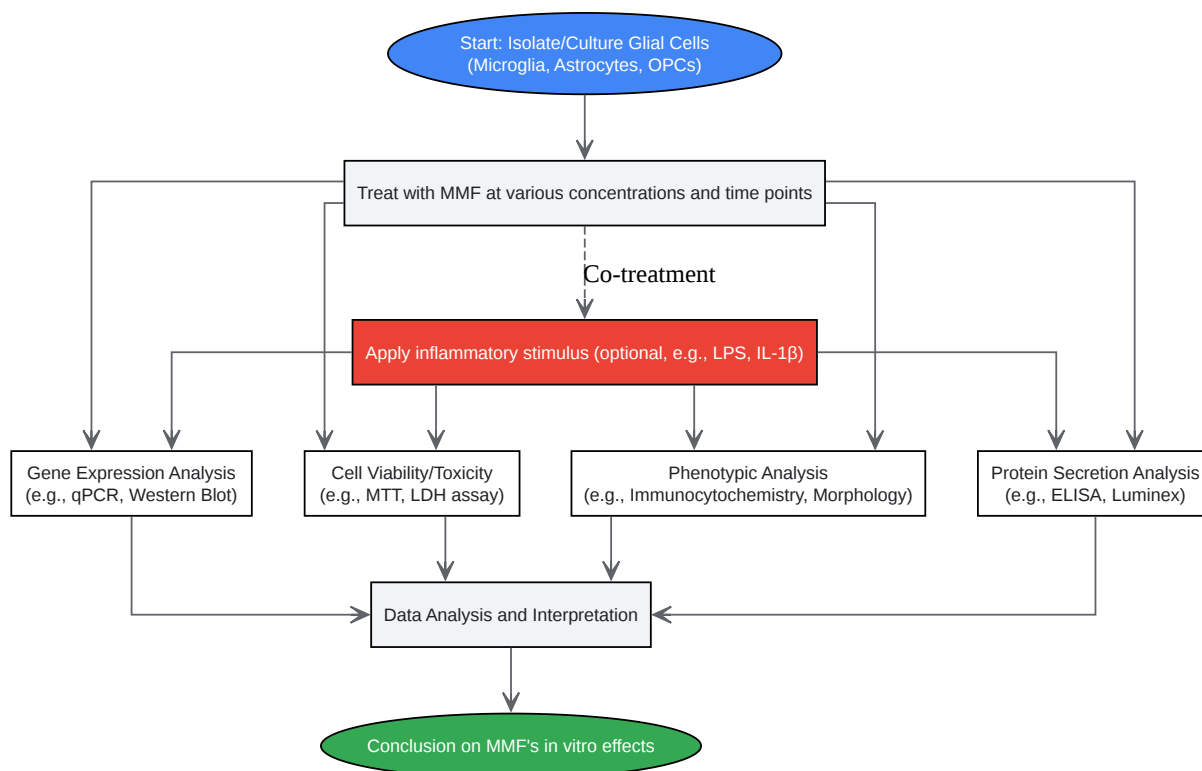 Start: Isolate/Culture Glial Cells
(Microglia, Astrocytes, OPCs)
Treat with MMF at various concentrations and time points
Co-treatment
Apply inflammatory stimulus (optional, e.g., LPS, IL-1β)
Gene Expression Analysis
(e.g., qPCR, Western Blot)
Cell Viability/Toxicity
(e.g., MTT, LDH assay)
Phenotypic Analysis
(e.g., Immunocytochemistry, Morphology)
Protein Secretion Analysis
(e.g., ELISA, Luminex)
Data Analysis and Interpretation
Conclusion on MMF's in vitro effects